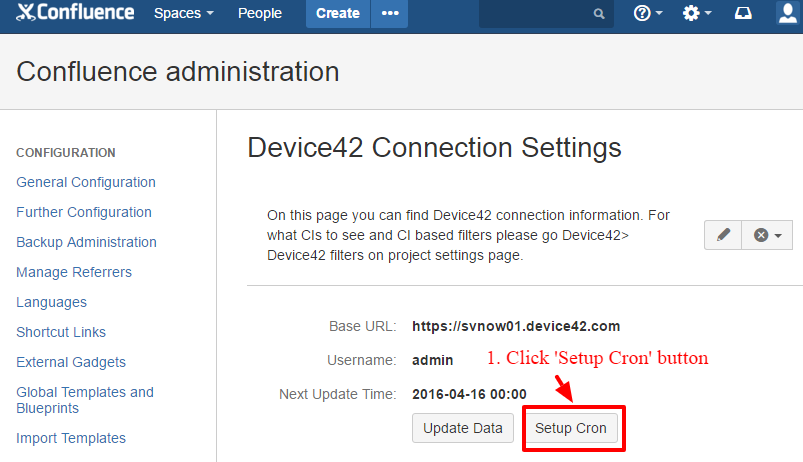 Confluence Spaces People Create •••
Confluence administration
CONFIGURATION
General Configuration
Further Configuration
Backup Administration
Manage Referrers
Languages
Shortcut Links
External Gadgets
Global Templates and
Blueprints
Import Templates
Device42 Connection Settings
On this page you can find Device42 connection information. For
what CIs to see and CI based filters please go Device42>
Device42 filters on project settings page.
Base URL: https://svnow01.device42.com
Username: admin
1. Click 'Setup Cron' button
Next Update Time: 2016-04-16 00:00
Update Data Setup Cron